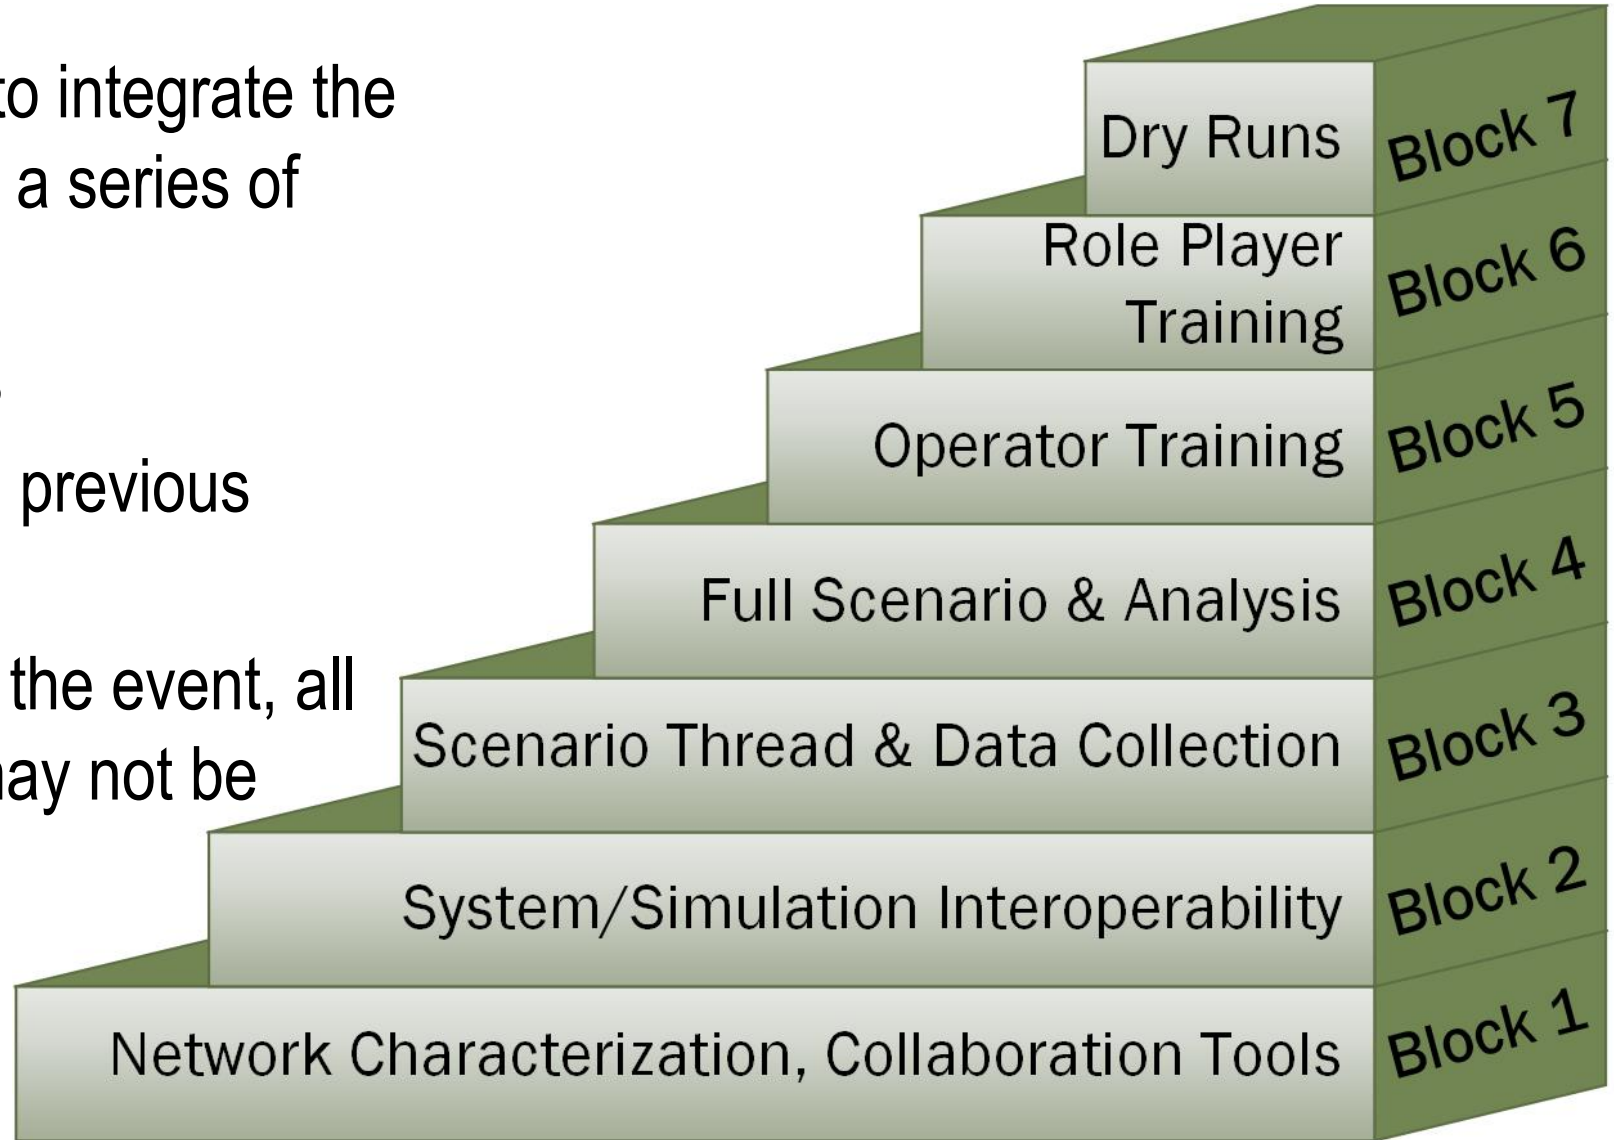 to integrate the
a series of
previous
the event, all
may not be
Dry Runs
Block 7
Role Player
Training
Block 6
Operator Training
Block 5
Full Scenario & Analysis
Block 4
Scenario Thread & Data Collection
Block 3
System/Simulation Interoperability
Block 2
Network Characterization, Collaboration Tools
Block 1